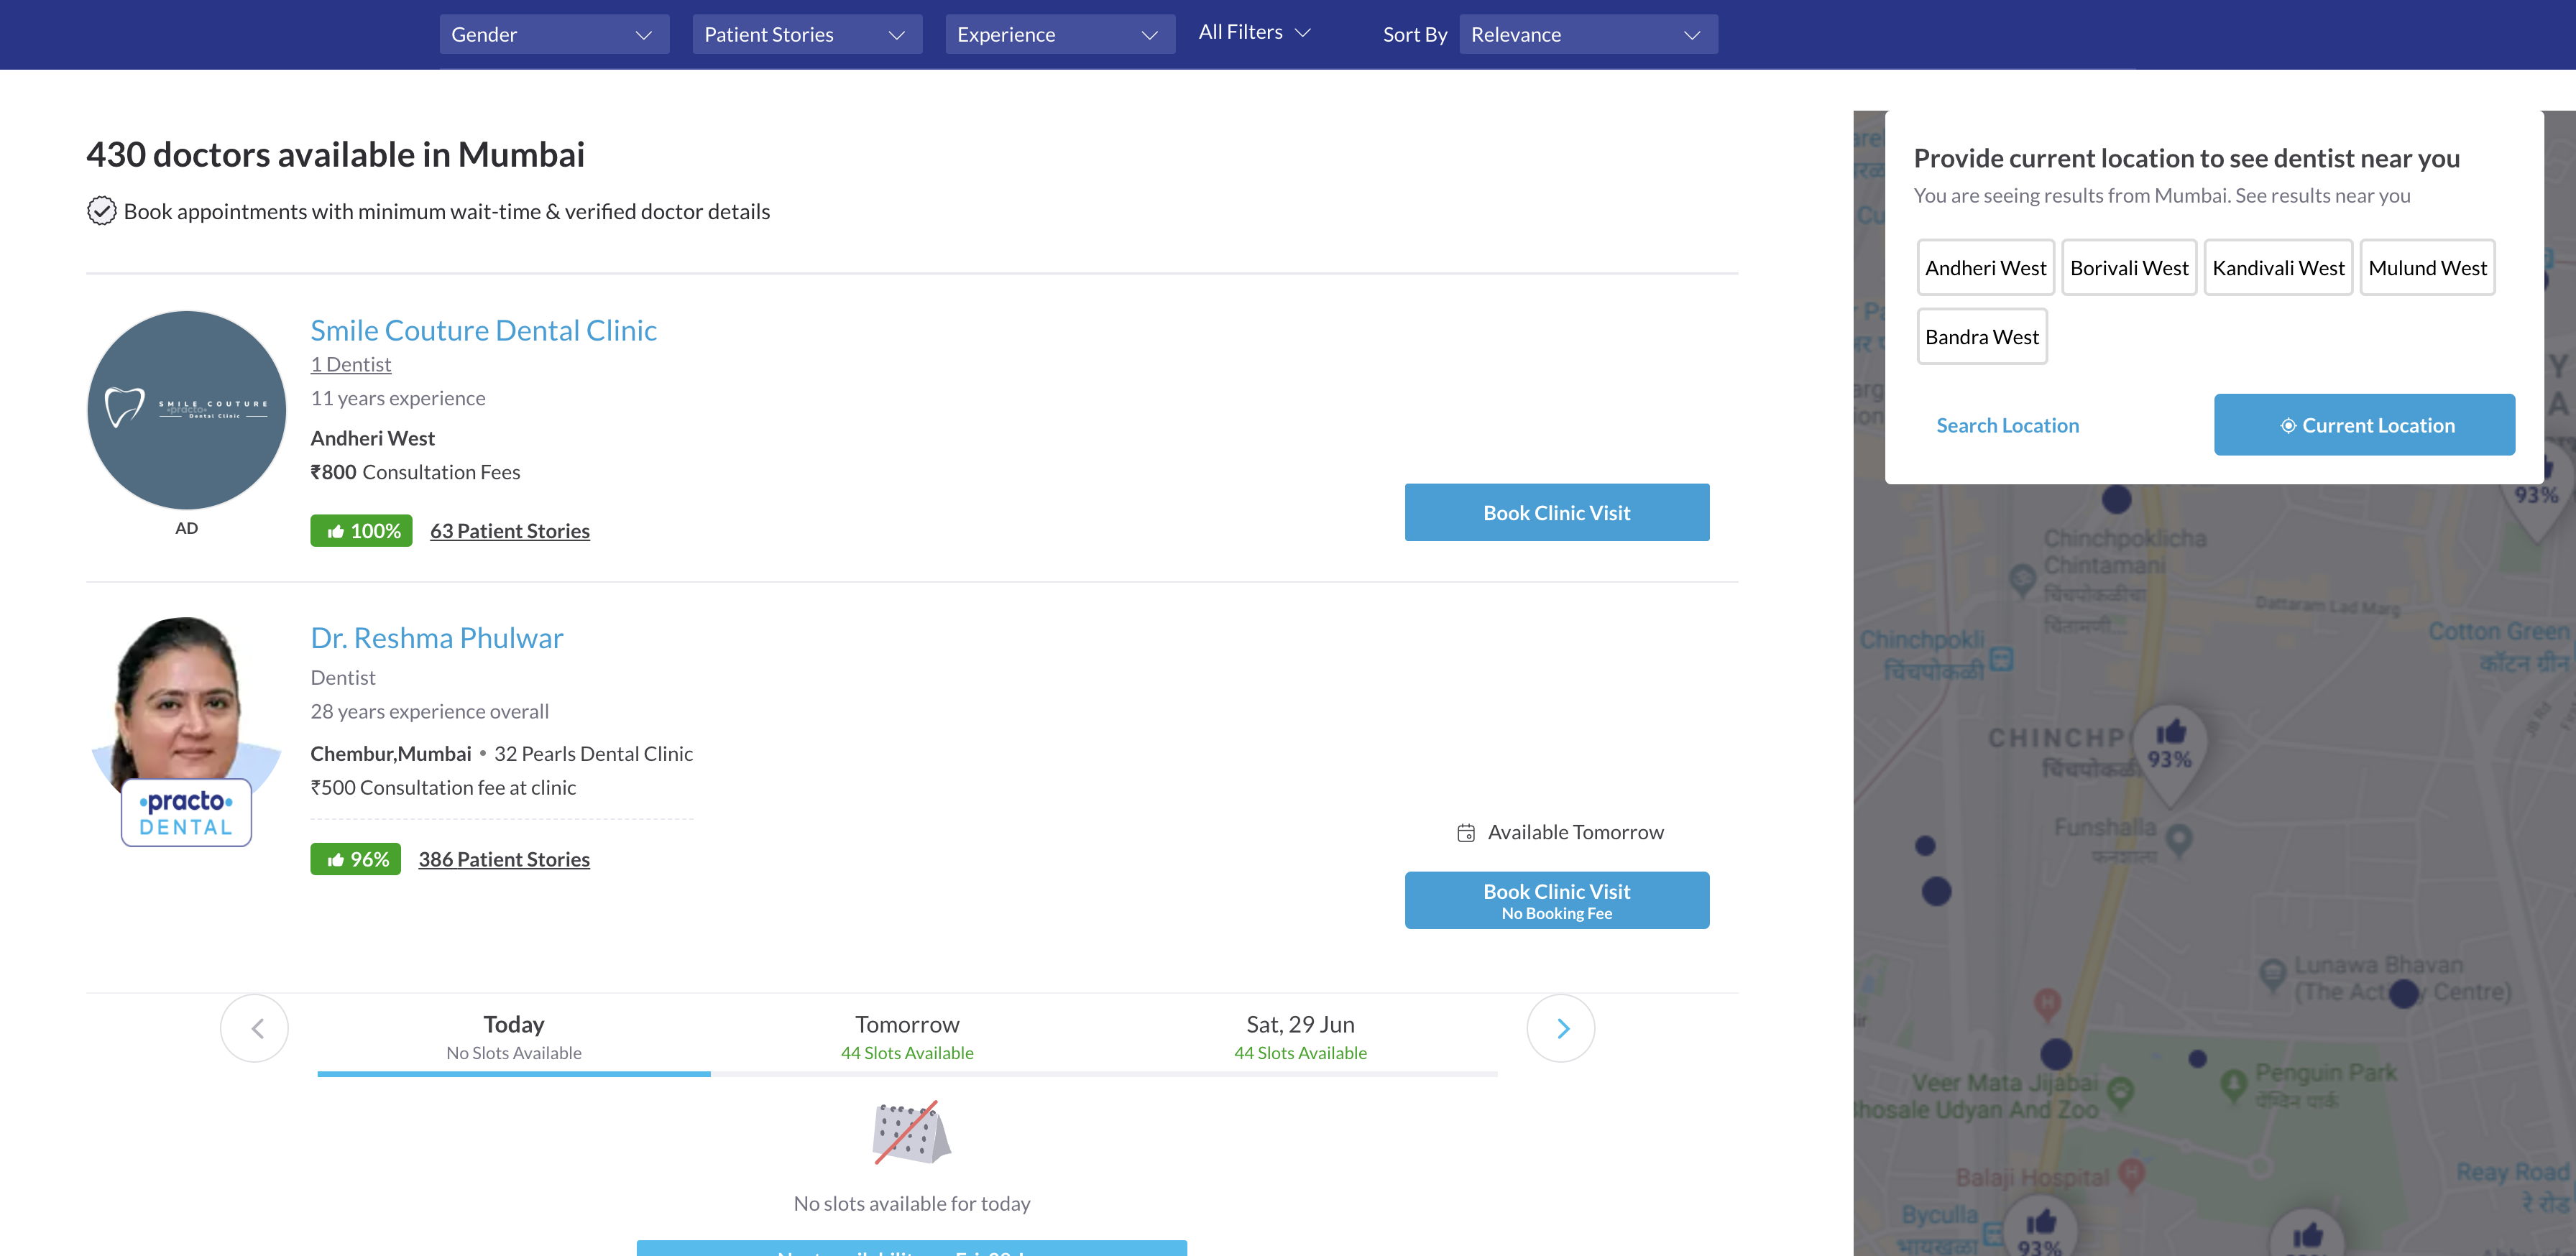 Gender
Patient Stories
Experience
All Filters
Sort By
Relevance
430 doctors available in Mumbai
Book appointments with minimum wait-time & verified doctor details
SMILE COUTURE
•practo•
Dental Clinic
AD
Smile Couture Dental Clinic
1 Dentist
11 years experience
Andheri West
₹800 Consultation Fees
100%
63 Patient Stories
Book Clinic Visit
Dr. Reshma Phulwar
Dentist
28 years experience overall
Chembur,Mumbai • 32 Pearls Dental Clinic
₹500 Consultation fee at clinic
•practo•
DENTAL
96%
386 Patient Stories
Available Tomorrow
Book Clinic Visit
No Booking Fee
Today
No Slots Available
Tomorrow
44 Slots Available
Sat, 29 Jun
44 Slots Available
No slots available for today
Provide current location to see dentist near you
You are seeing results from Mumbai. See results near you
Andheri West
Borivali West
Kandivali West
Mulund West
Bandra West
Search Location
Current Location
93%
Chinchpoklicha
Chintamani
चिंचपोकळीचा
चिंतामणी...
Dattaram Lad Marg
Chinchpokli
चिंचपोकळी
Cotton Green
कॉटन ग्रीन
CHINCHP
चिंचपोकळी
93%
JB Rd
Funshalla
फनशाला
Lunawa Bhavan
(The Act y Centre)
Veer Mata Jijabai
Bhosale Udyan And Zoo
Penguin Park
पेंग्विन पार्क
Balaji Hospital
Reay Road
रे रोड
Byculla
भायखळा
93%